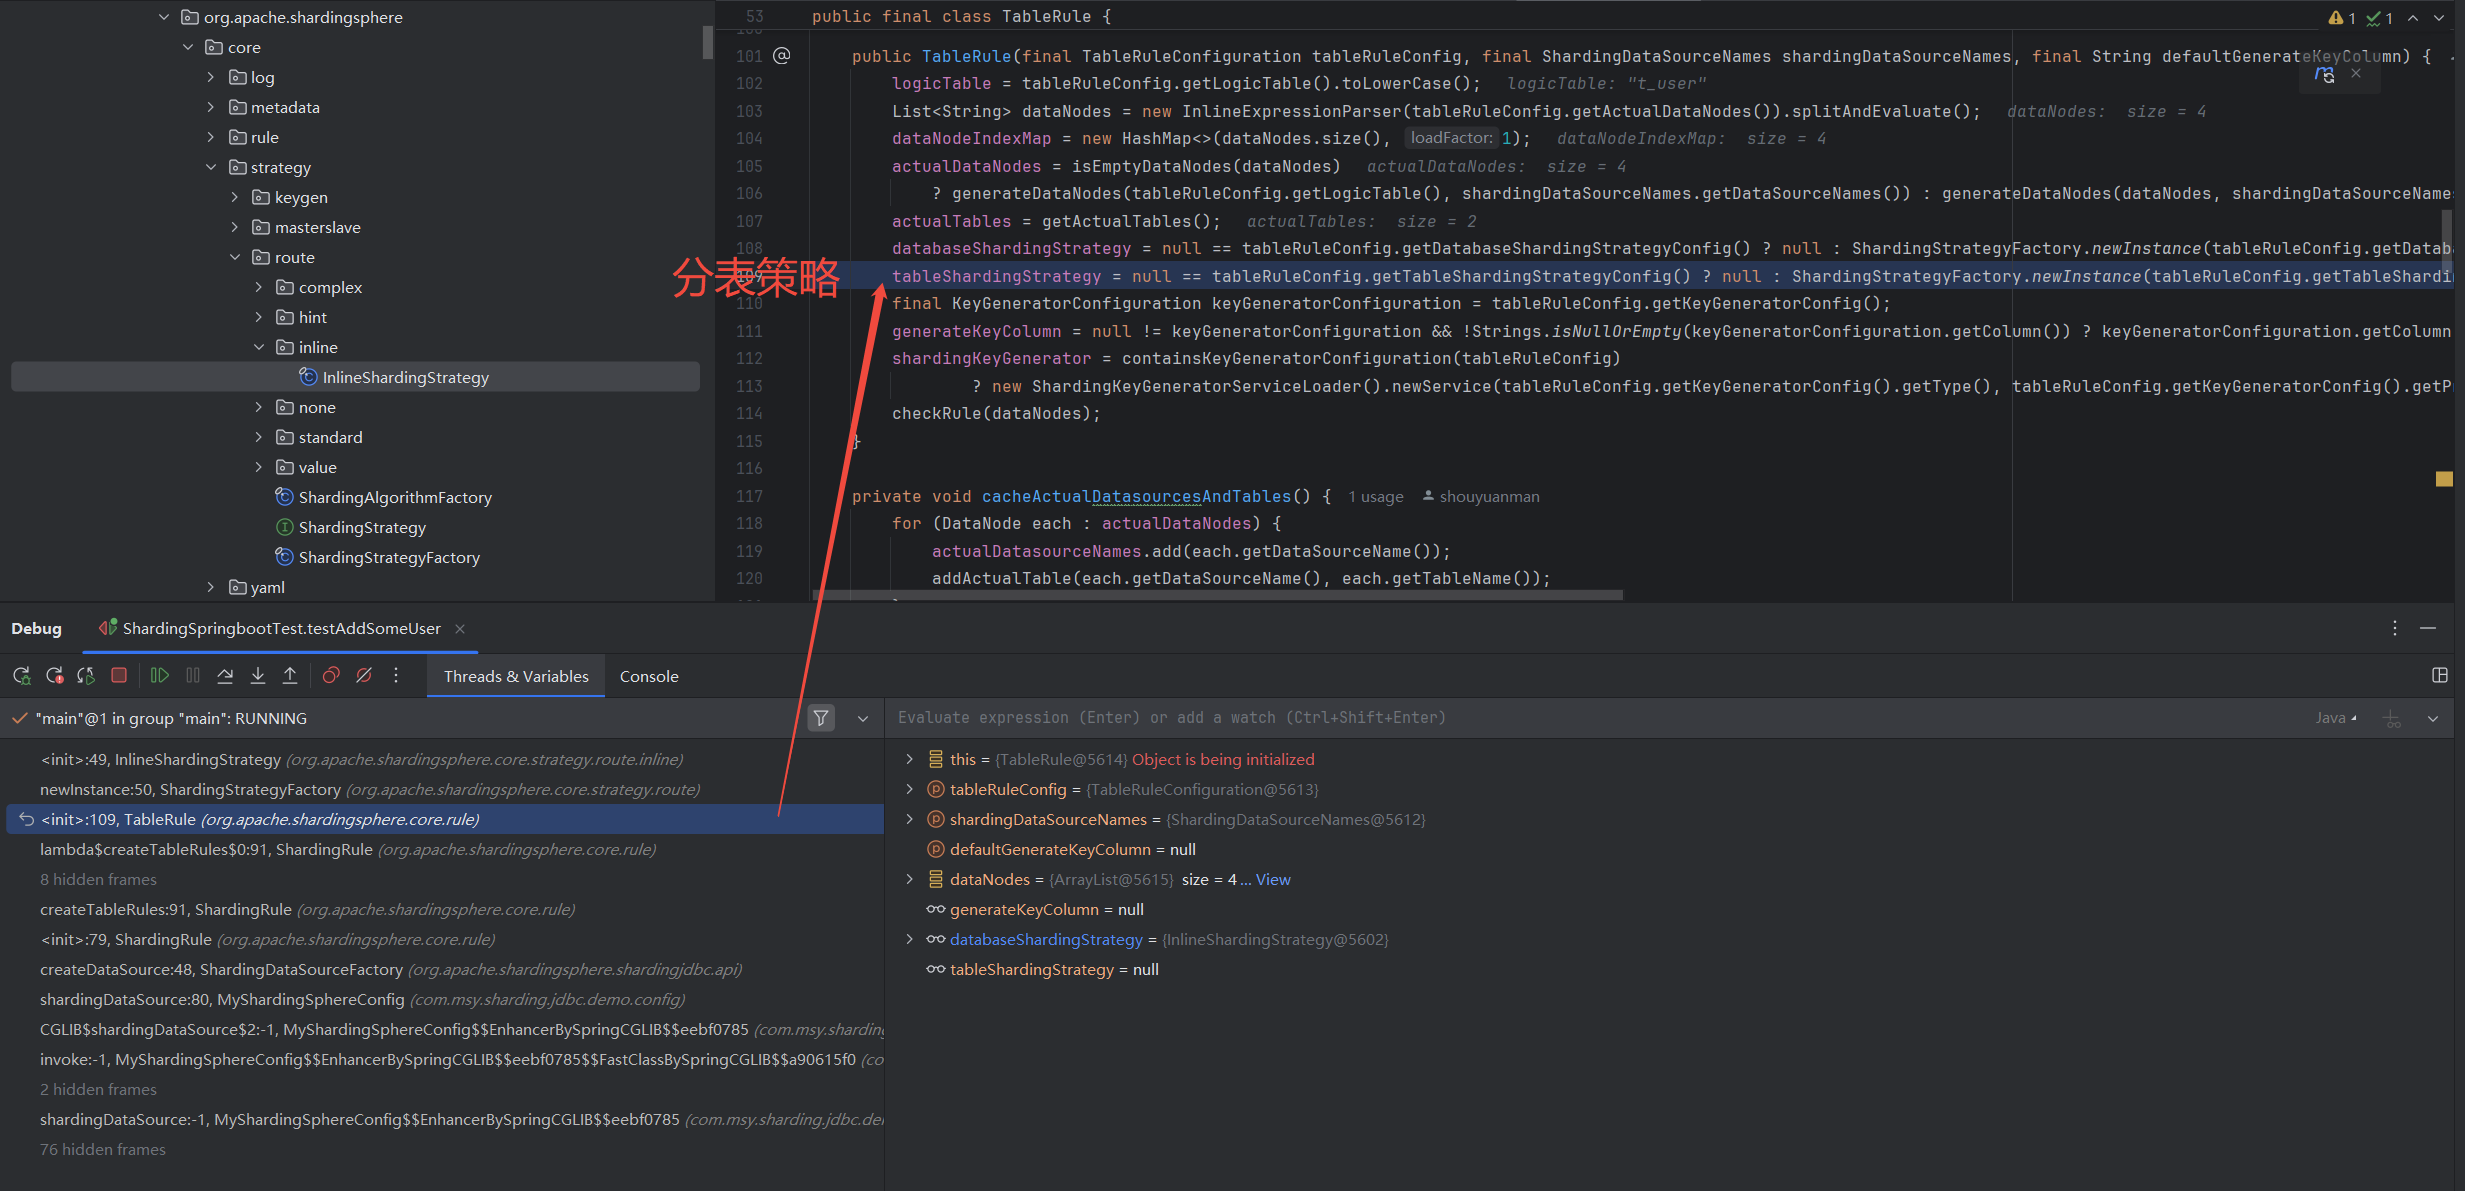 org.apache.shardingsphere
core
log
metadata
rule
strategy
keygen
masterslave
route
complex
hint
inline
InlineShardingStrategy
none
standard
value
ShardingAlgorithmFactory
ShardingStrategy
ShardingStrategyFactory
yaml
53 public final class TableRule {
1 1
101 @ public TableRule(final TableRuleConfiguration tableRuleConfig, final ShardingDataSourceNames shardingDataSourceNames, final String defaultGenerateKeyColumn) {
102 logicTable = tableRuleConfig.getLogicTable().toLowerCase(); logicTable: "t_user"
103 List<String> dataNodes = new InlineExpressionParser(tableRuleConfig.getActualDataNodes()).splitAndEvaluate(); dataNodes: size = 4
104 dataNodeIndexMap = new HashMap<>(dataNodes.size(), loadFactor: 1); dataNodeIndexMap: size = 4
105 actualDataNodes = isEmptyDataNodes(dataNodes) actualDataNodes: size = 4
106 ? generateDataNodes(tableRuleConfig.getLogicTable(), shardingDataSourceNames.getDataSourceNames()) : generateDataNodes(dataNodes, shardingDataSourceNames
107 actualTables = getActualTables(); actualTables: size = 2
108 databaseShardingStrategy = null == tableRuleConfig.getDatabaseShardingStrategyConfig() ? null : ShardingStrategyFactory.newInstance(tableRuleConfig.getDataba
分表策略
109 tableShardingStrategy = null == tableRuleConfig.getTableShardingStrategyConfig() ? null : ShardingStrategyFactory.newInstance(tableRuleConfig.getTableShardi
110 final KeyGeneratorConfiguration keyGeneratorConfiguration = tableRuleConfig.getKeyGeneratorConfig();
111 generateKeyColumn = null != keyGeneratorConfiguration && !Strings.isNullOrEmpty(keyGeneratorConfiguration.getColumn()) ? keyGeneratorConfiguration.getColumn
112 shardingKeyGenerator = containsKeyGeneratorConfiguration(tableRuleConfig)
113 ? new ShardingKeyGeneratorServiceLoader().newService(tableRuleConfig.getKeyGeneratorConfig().getType(), tableRuleConfig.getKeyGeneratorConfig().getP
114 checkRule(dataNodes);
115 }
116
117 private void cacheActualDatasourcesAndTables() { 1 usage shouyuanman
118 for (DataNode each : actualDataNodes) {
119 actualDatasourceNames.add(each.getDataSourceName());
120 addActualTable(each.getDataSourceName(), each.getTableName());
Debug ShardingSpringbootTest.testAddSomeUser
Threads & Variables Console
"main"@1 in group "main": RUNNING
<init>:49, InlineShardingStrategy (org.apache.shardingsphere.core.strategy.route.inline)
newInstance:50, ShardingStrategyFactory (org.apache.shardingsphere.core.strategy.route)
<init>:109, TableRule (org.apache.shardingsphere.core.rule)
lambda$createTableRules$0:91, ShardingRule (org.apache.shardingsphere.core.rule)
8 hidden frames
createTableRules:91, ShardingRule (org.apache.shardingsphere.core.rule)
<init>:79, ShardingRule (org.apache.shardingsphere.core.rule)
createDataSource:48, ShardingDataSourceFactory (org.apache.shardingsphere.shardingjdbc.api)
shardingDataSource:80, MyShardingSphereConfig (com.msy.sharding.jdbc.demo.config)
CGLIB$shardingDataSource$2:-1, MyShardingSphereConfig$$EnhancerBySpringCGLIB$$eebf0785 (com.msy.sharding
invoke:-1, MyShardingSphereConfig$$EnhancerBySpringCGLIB$$eebf0785$$FastClassBySpringCGLIB$$a90615f0 (co
2 hidden frames
shardingDataSource:-1, MyShardingSphereConfig$$EnhancerBySpringCGLIB$$eebf0785 (com.msy.sharding.jdbc.de
76 hidden frames
Evaluate expression (Enter) or add a watch (Ctrl+Shift+Enter) Java
this = {TableRule@5614} Object is being initialized
tableRuleConfig = {TableRuleConfiguration@5613}
shardingDataSourceNames = {ShardingDataSourceNames@5612}
defaultGenerateKeyColumn = null
dataNodes = {ArrayList@5615} size = 4 ... View
generateKeyColumn = null
databaseShardingStrategy = {InlineShardingStrategy@5602}
tableShardingStrategy = null